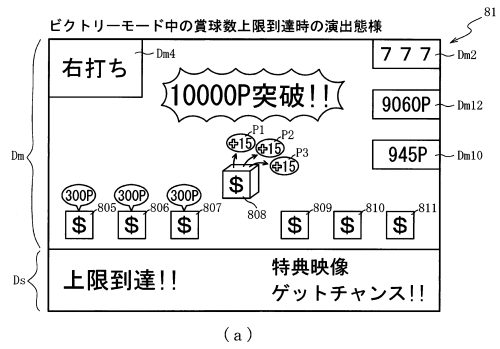 ビクトリーモード中の賞球数上限到達時の演出態様
81
右打ち
Dm4
777
Dm2
10000P突破!!
9060P
Dm12
Dm
P1
P2
+15
+15
+15
P3
945P
Dm10
$
808
300P
300P
300P
$
805
$
806
$
807
$
809
$
810
$
811
Ds
上限到達!!
特典映像
ゲットチャンス!!
(a)